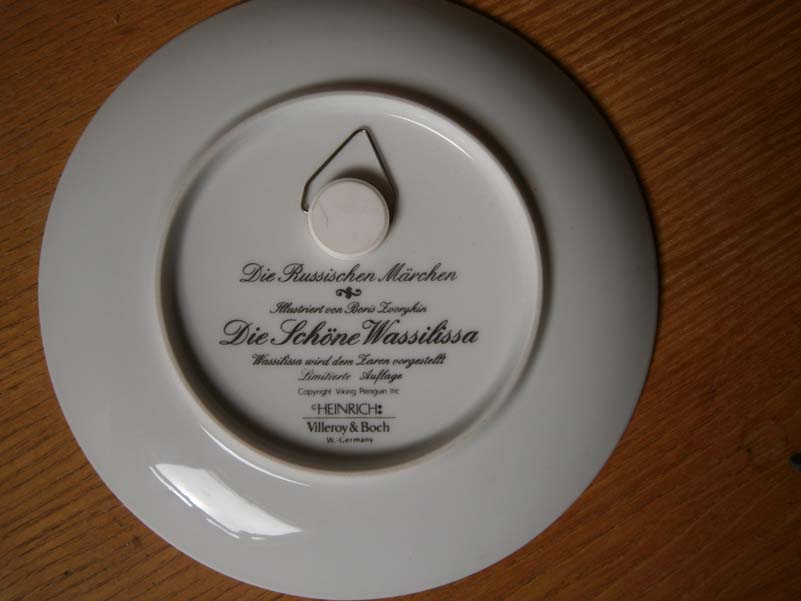 Die Russischen Märchen
Illustriert von Boris Zvorykin
Die Schöne Wassilissa
Wassilissa wird dem Zaren vorgestellt
Limitierte Auflage
Copyright Viking Penguin Inc
©HEINRICH
Villeroy & Boch
W.-Germany